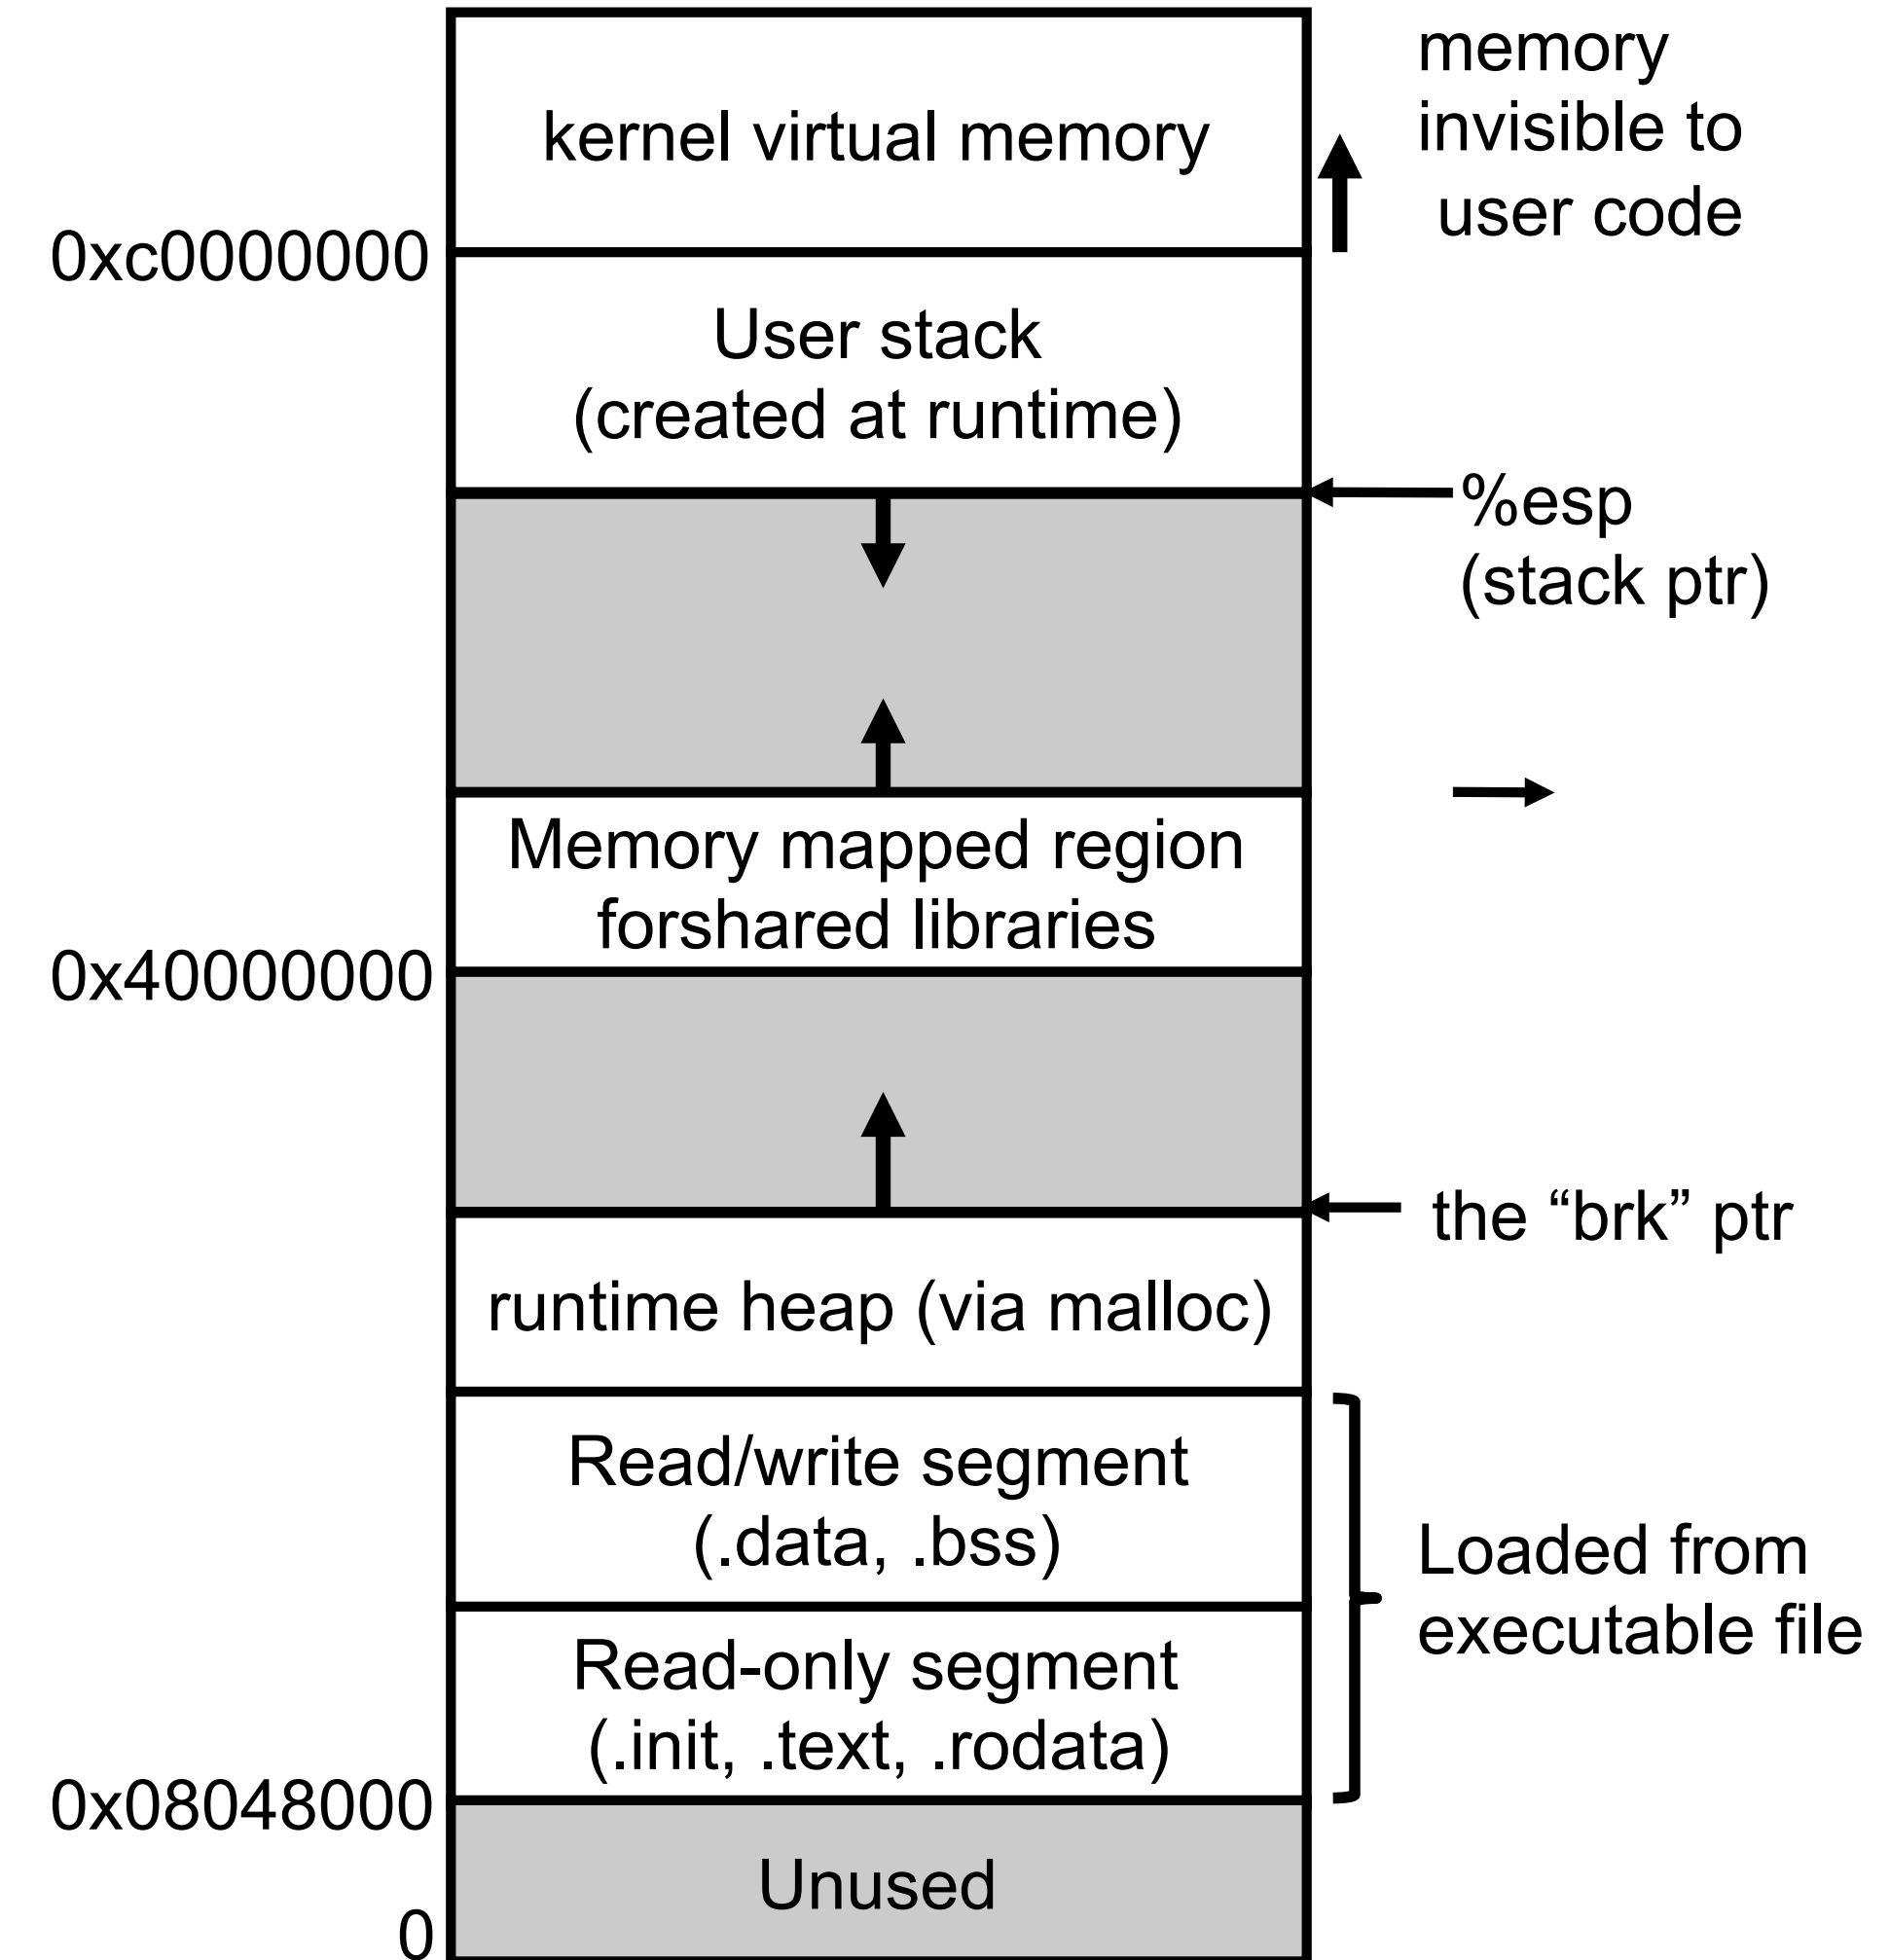 kernel virtual memory
memory
invisible to
user code
0xc0000000
User stack
(created at runtime)
%esp
(stack ptr)
Memory mapped region
forshared libraries
0x40000000
the “brk” ptr
runtime heap (via malloc)
Read/write segment
(.data, .bss)
Loaded from
executable file
Read-only segment
(.init, .text, .rodata)
0x08048000
Unused
0